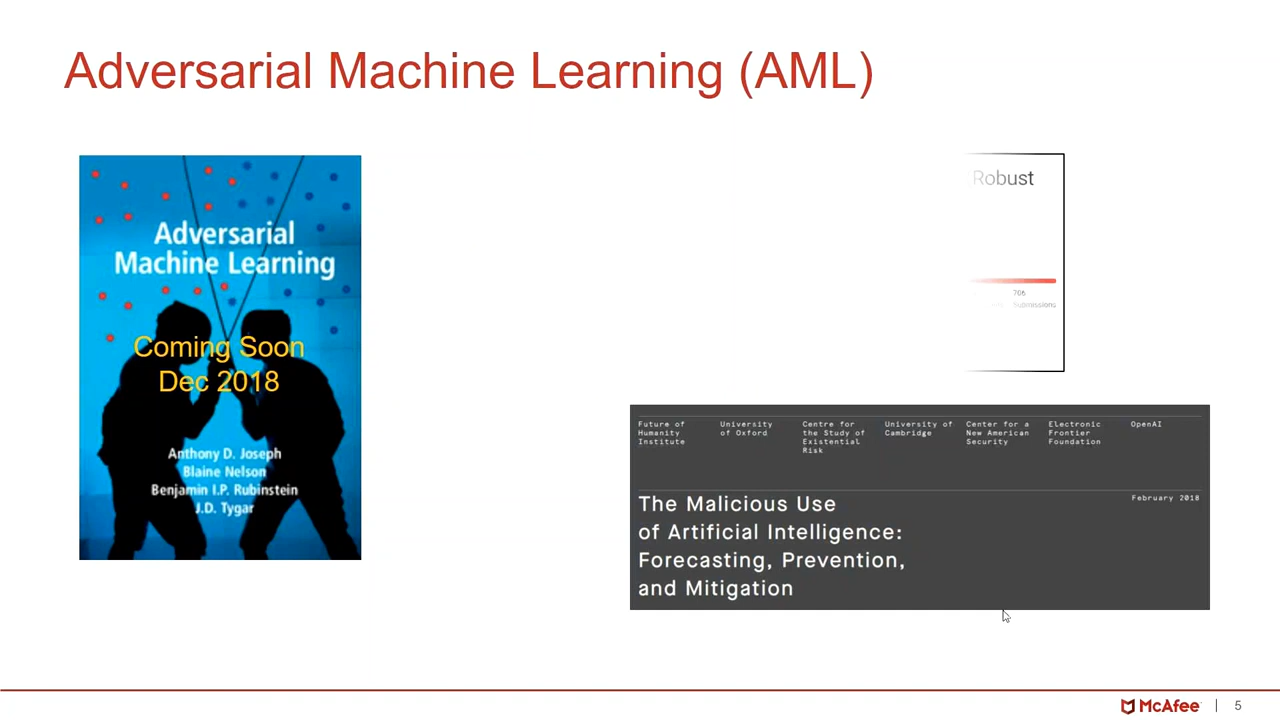 Adversarial Machine Learning (AML)
Adversarial
Machine Learning
Coming Soon
Dec 2018
Anthony D. Joseph
Blaine Nelson
Benjamin I.P. Rubinstein
J.D. Tygar
Robust
706
Submissions
Future of
Humanity
Institute
University
of Oxford
Centre for
the Study of
Existential
Risk
University of
Cambridge
Center for a
New American
Security
Electronic
Frontier
Foundation
OpenAI
The Malicious Use
of Artificial Intelligence:
Forecasting, Prevention,
and Mitigation
February 2018
McAfee | 5